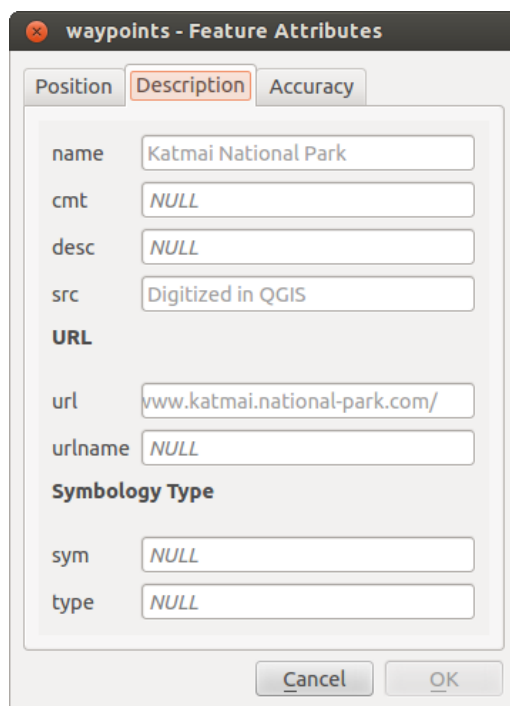 waypoints - Feature Attributes
Position Description Accuracy
name Katmai National Park
cmt NULL
desc NULL
src Digitized in QGIS
URL
url www.katmai.national-park.com/
urlname NULL
Symbology Type
sym NULL
type NULL
Cancel OK